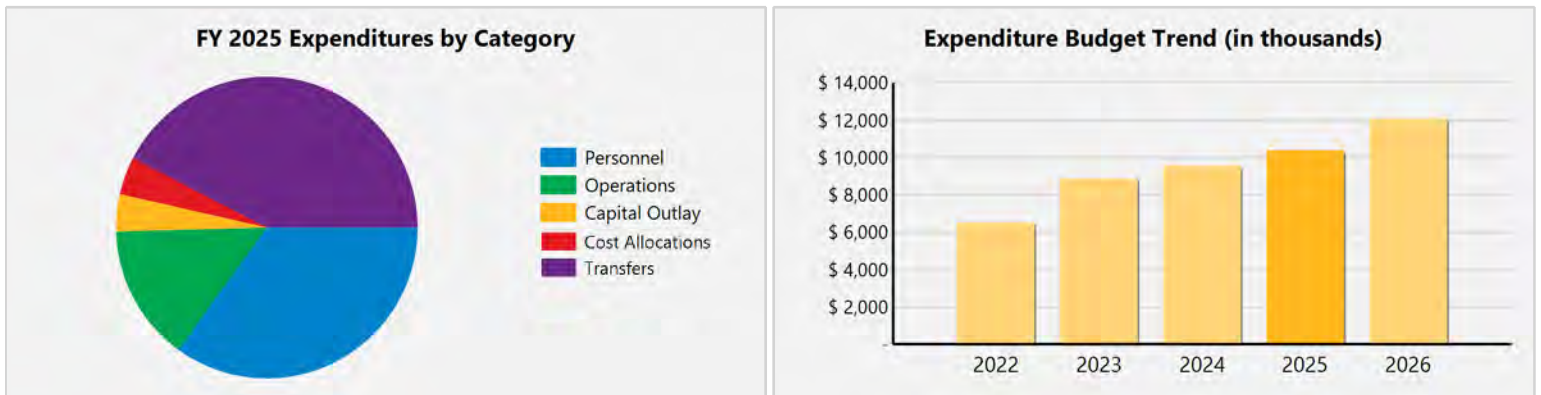 FY 2025 Expenditures by Category
Personnel
Operations
Capital Outlay
Cost Allocations
Transfers
Expenditure Budget Trend (in thousands)
$ 14,000
$ 12,000
$ 10,000
$ 8,000
$ 6,000
$ 4,000
$ 2,000
-
2022 2023 2024 2025 2026